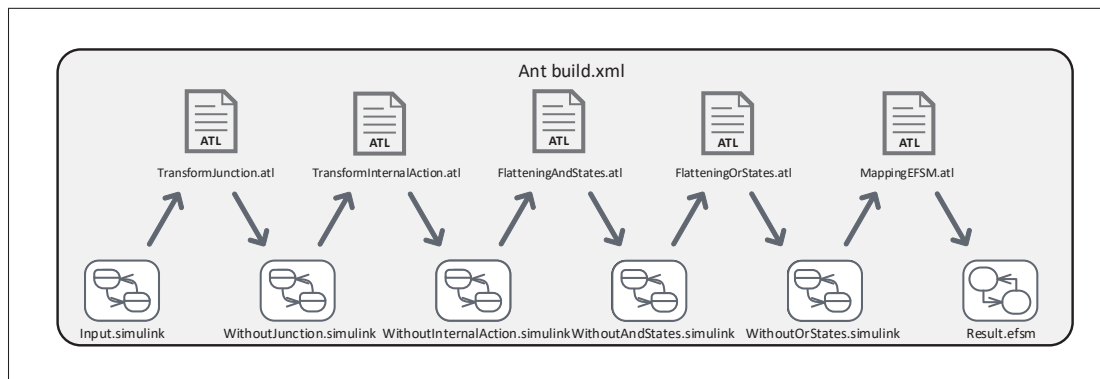 Ant build.xml
ATL ATL ATL ATL ATL
TransformJunction.atl TransformInternalAction.atl FlatteningAndStates.atl FlatteningOrStates.atl MappingEFSM.atl
Input.simulink WithoutJunction.simulink WithoutInternalAction.simulink WithoutAndStates.simulink WithoutOrStates.simulink Result.efsm